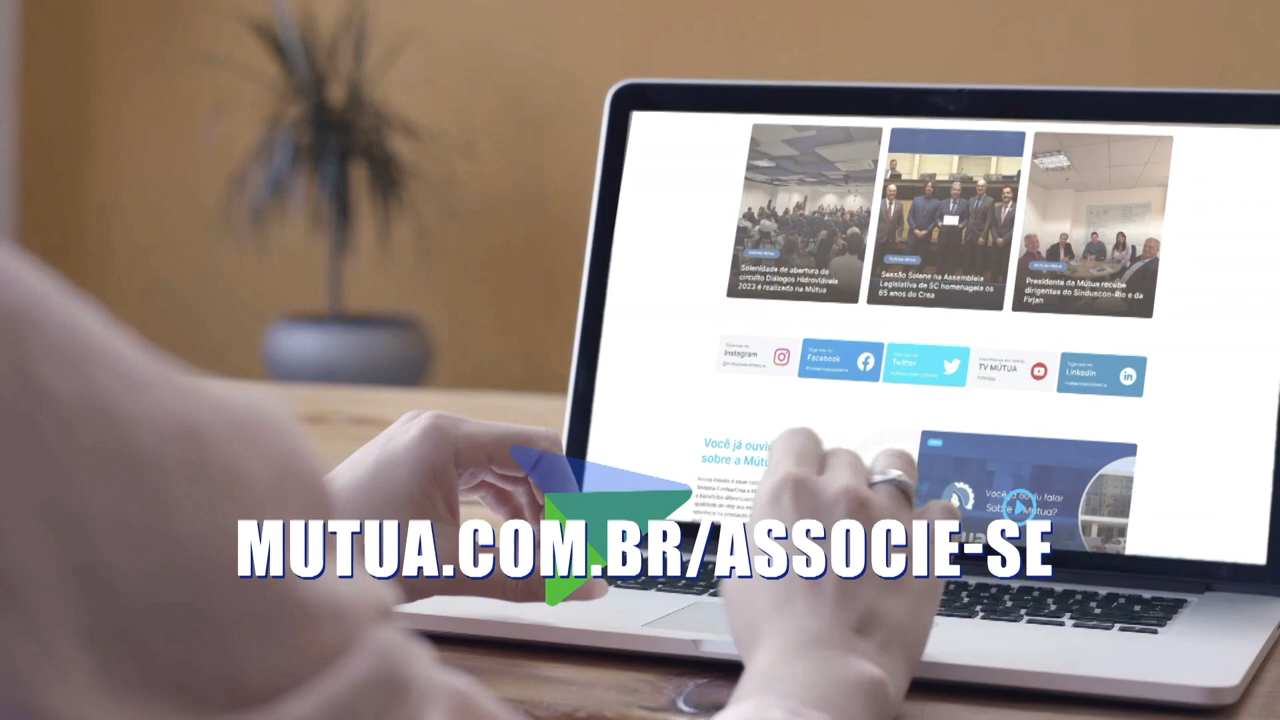 Solenidade de abertura do
circuito Diálogos Hidroviáveis
2023 é realizada na Mútua
Sessão Solene na Assembleia
Legislativa de SC homenageia os
65 anos do Crea
Presidente da Mútua recebe
dirigentes do Sinduscon-Rio e da
Firjan
Instagram
Facebook
Twitter
TV MÚTUA
Linkedin
Você já ouvi
sobre a Mútu
Você já ouviu falar
Sobre a Mútua?
MUTUA.COM.BR/ASSOCIE-SE